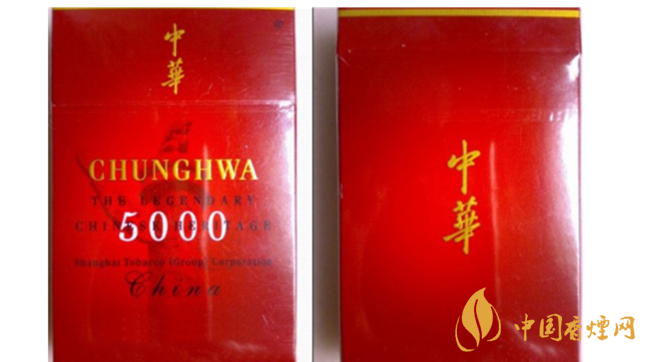 中華
CHUNGHWA
THE LEGENDARY
CHINESE HERITAGE
5000
Shanghai Tobacco (Group) Corporation
China
中華
中国香烟网